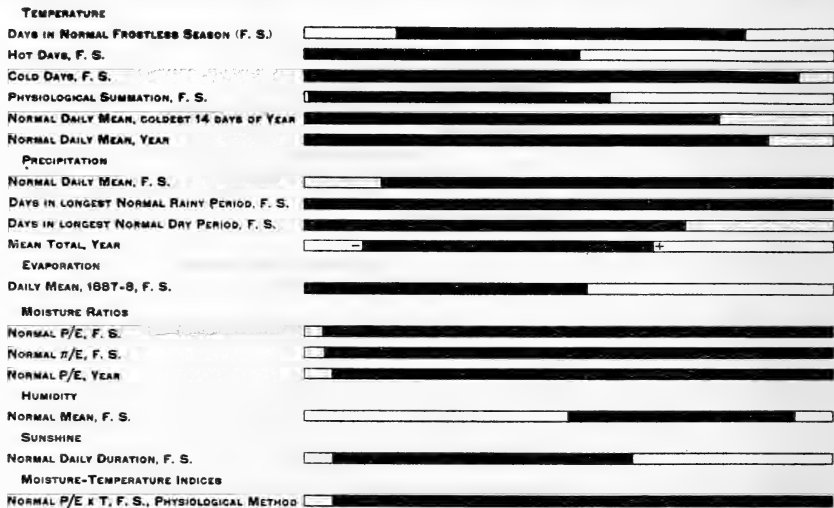 TEMPERATURE
DAYS IN NORMAL FROSTLESS SEASON (F. S.)
HOT DAYS, F. S.
COLD DAYS, F. S.
PHYSIOLOGICAL SUMMATION, F. S.
NORMAL DAILY MEAN, COLDEST 14 DAYS OF YEAR
NORMAL DAILY MEAN, YEAR
PRECIPITATION
NORMAL DAILY MEAN, F. S.
DAYS IN LONGEST NORMAL RAINY PERIOD, F. S.
DAYS IN LONGEST NORMAL DRY PERIOD, F. S.
MEAN TOTAL, YEAR − +
EVAPORATION
DAILY MEAN, 1887-8, F. S.
MOISTURE RATIOS
NORMAL P/E, F. S.
NORMAL π/E, F. S.
NORMAL P/E, YEAR
HUMIDITY
NORMAL MEAN, F. S.
SUNSHINE
NORMAL DAILY DURATION, F. S.
MOISTURE-TEMPERATURE INDICES
NORMAL P/E x T, F. S., PHYSIOLOGICAL METHOD